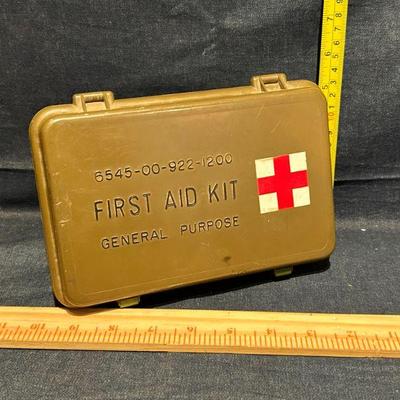 6545-00-922-1200
FIRST AID KIT
GENERAL PURPOSE